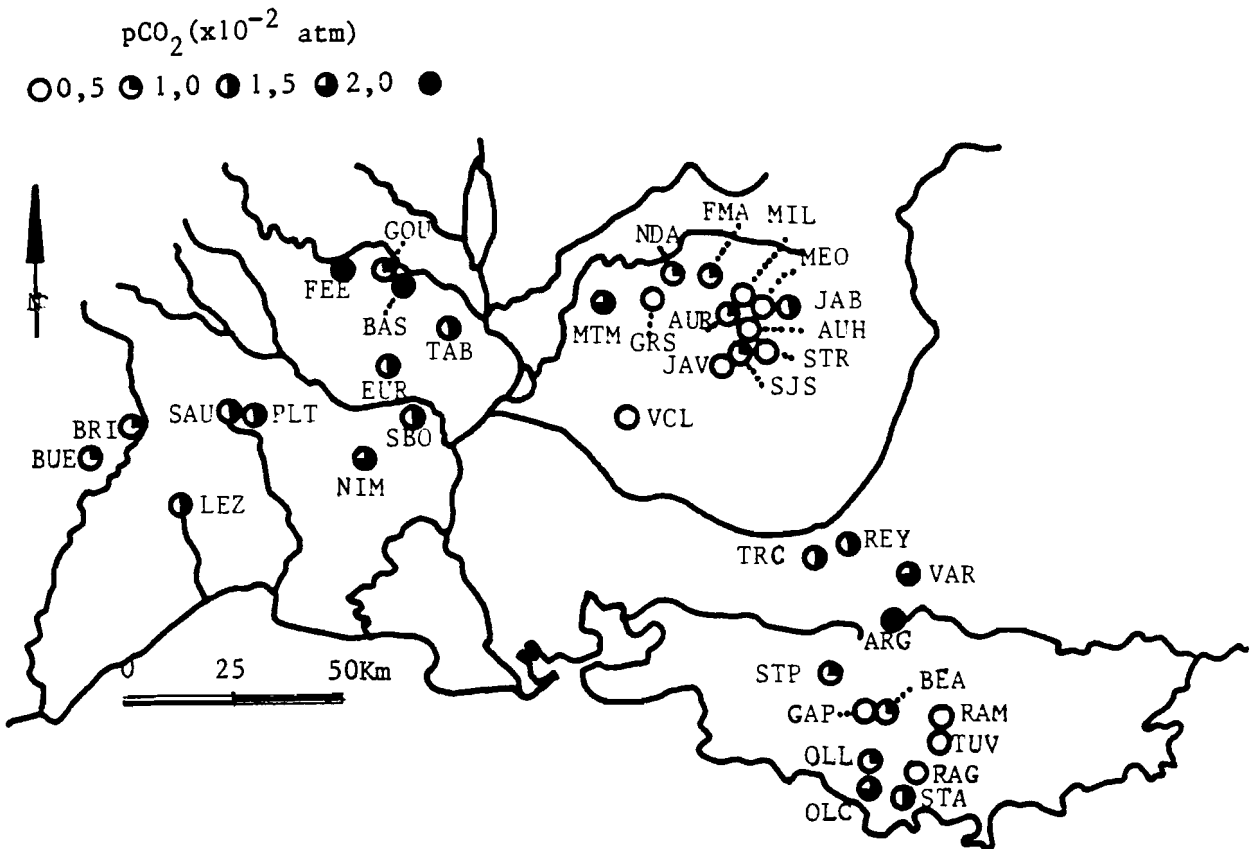 pCO₂(x10⁻² atm)
0,5 1,0 1,5 2,0
N
FMA MIL
GOU NDA MEO
FEE JAB
BAS MTM AUB AUH
TAB GRS STR
JAV
EUR SJS
SAU PLT VCL
BRI SBO
BUE
NIM
LEZ
TRC REY
VAR
ARG
0 25 50Km
STP BEA
GAP RAM
TUV
OLL
RAG
OLC STA